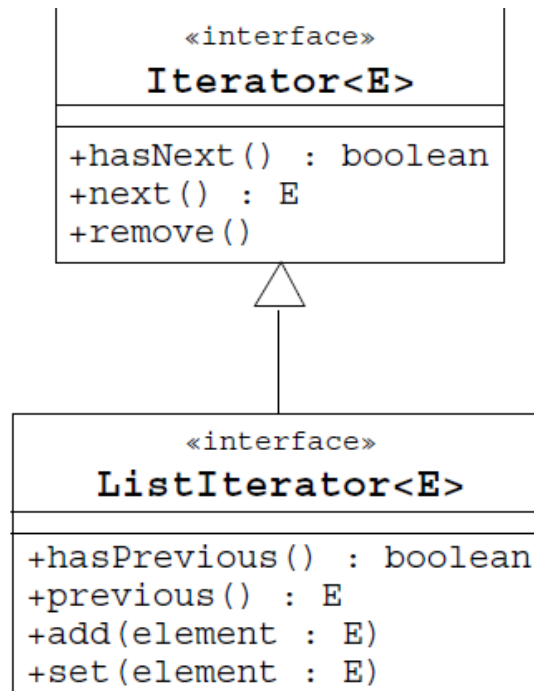 «interface»
Iterator<E>
+hasNext() : boolean
+next() : E
+remove()
«interface»
ListIterator<E>
+hasPrevious() : boolean
+previous() : E
+add(element : E)
+set(element : E)